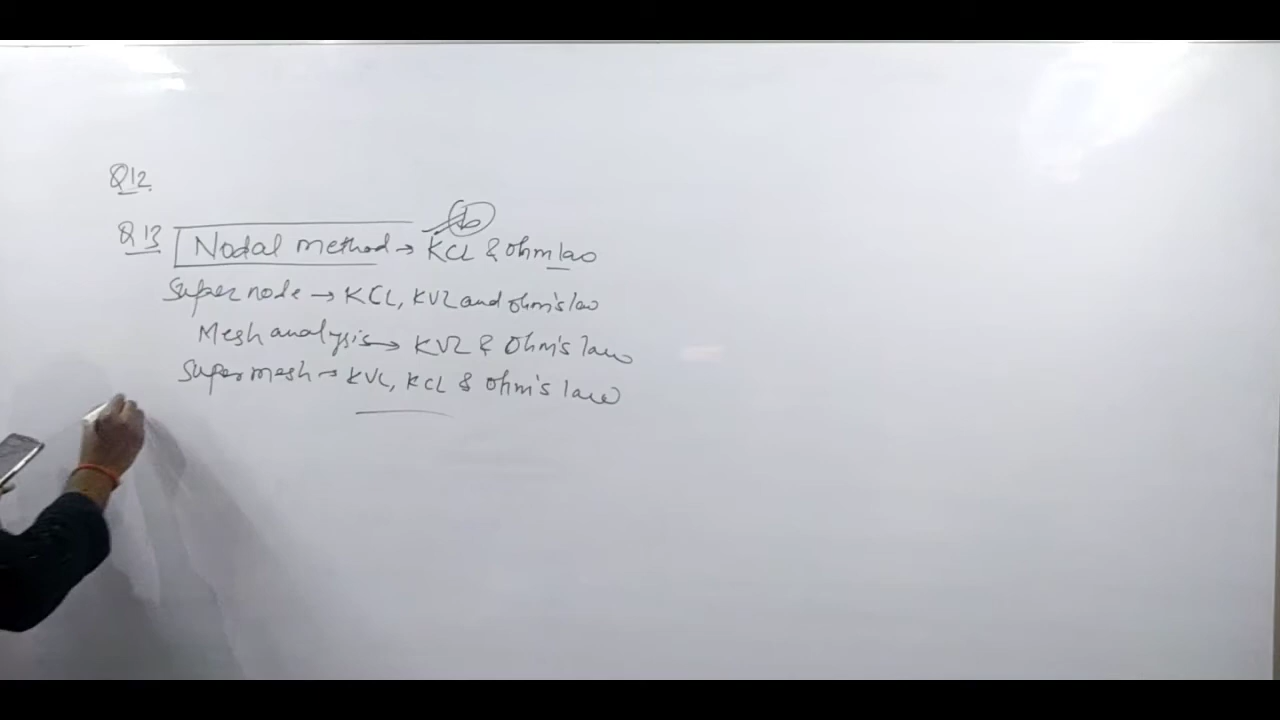 Q12.
(b)
Q13 Nodal method → KCL & ohm law
Super node → KCL, KVL and ohm's law
Mesh analysis → KVL & Ohm's law
Super mesh → KVL, KCL & Ohm's law